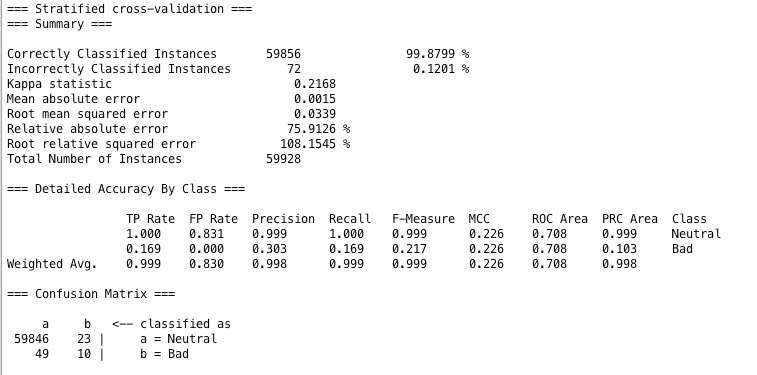 === Stratified cross-validation ===
=== Summary ===
Correctly Classified Instances 59856 99.8799 %
Incorrectly Classified Instances 72 0.1201 %
Kappa statistic 0.2168
Mean absolute error 0.0015
Root mean squared error 0.0339
Relative absolute error 75.9126 %
Root relative squared error 108.1545 %
Total Number of Instances 59928
=== Detailed Accuracy By Class ===
TP Rate FP Rate Precision Recall F-Measure MCC ROC Area PRC Area Class
1.000 0.831 0.999 1.000 0.999 0.226 0.708 0.999 Neutral
0.169 0.000 0.303 0.169 0.217 0.226 0.708 0.103 Bad
Weighted Avg. 0.999 0.830 0.998 0.999 0.999 0.226 0.708 0.998
=== Confusion Matrix ===
a b <-- classified as
59846 23 | a = Neutral
49 10 | b = Bad